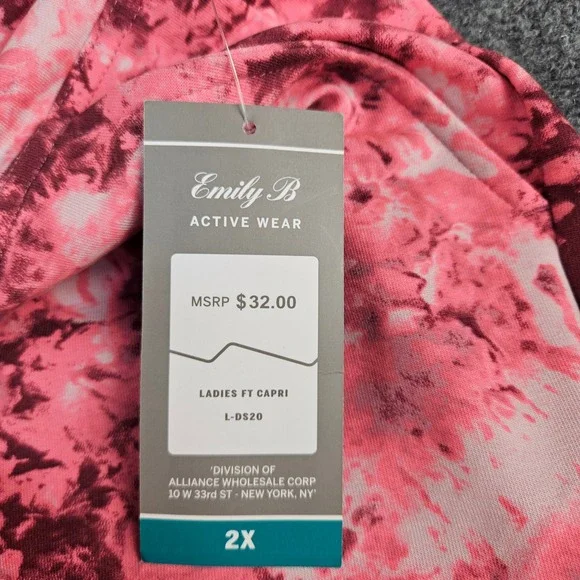 Emily B
ACTIVE WEAR
MSRP $32.00
LADIES FT CAPRI
L-DS20
'DIVISION OF
ALLIANCE WHOLESALE CORP
10 W 33rd ST - NEW YORK, NY'
2X